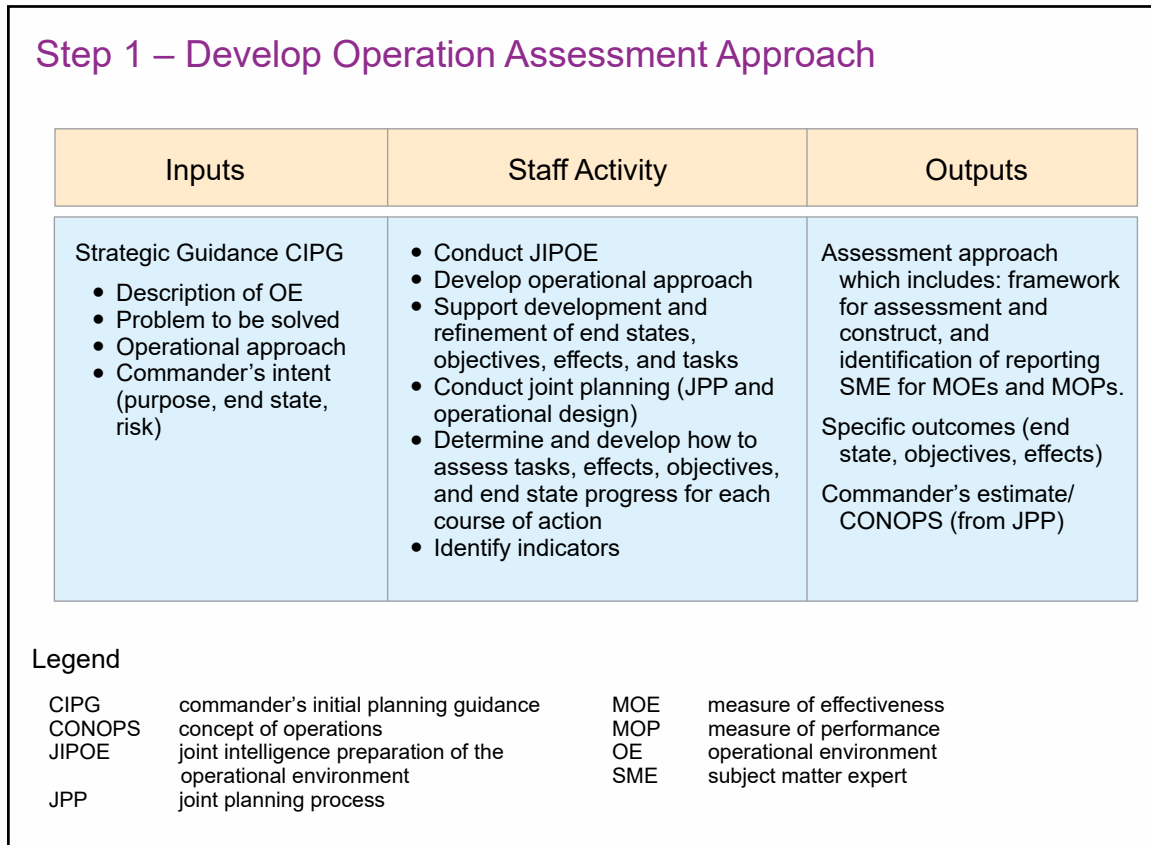 Step 1 – Develop Operation Assessment Approach
Inputs
Staff Activity
Outputs
Strategic Guidance CIPG
• Description of OE
• Problem to be solved
• Operational approach
• Commander’s intent
(purpose, end state,
risk)
• Conduct JIPOE
• Develop operational approach
• Support development and
refinement of end states,
objectives, effects, and tasks
• Conduct joint planning (JPP and
operational design)
• Determine and develop how to
assess tasks, effects, objectives,
and end state progress for each
course of action
• Identify indicators
Assessment approach
which includes: framework
for assessment and
construct, and
identification of reporting
SME for MOEs and MOPs.
Specific outcomes (end
state, objectives, effects)
Commander’s estimate/
CONOPS (from JPP)
Legend
CIPG commander’s initial planning guidance
CONOPS concept of operations
JIPOE joint intelligence preparation of the
operational environment
JPP joint planning process
MOE measure of effectiveness
MOP measure of performance
OE operational environment
SME subject matter expert